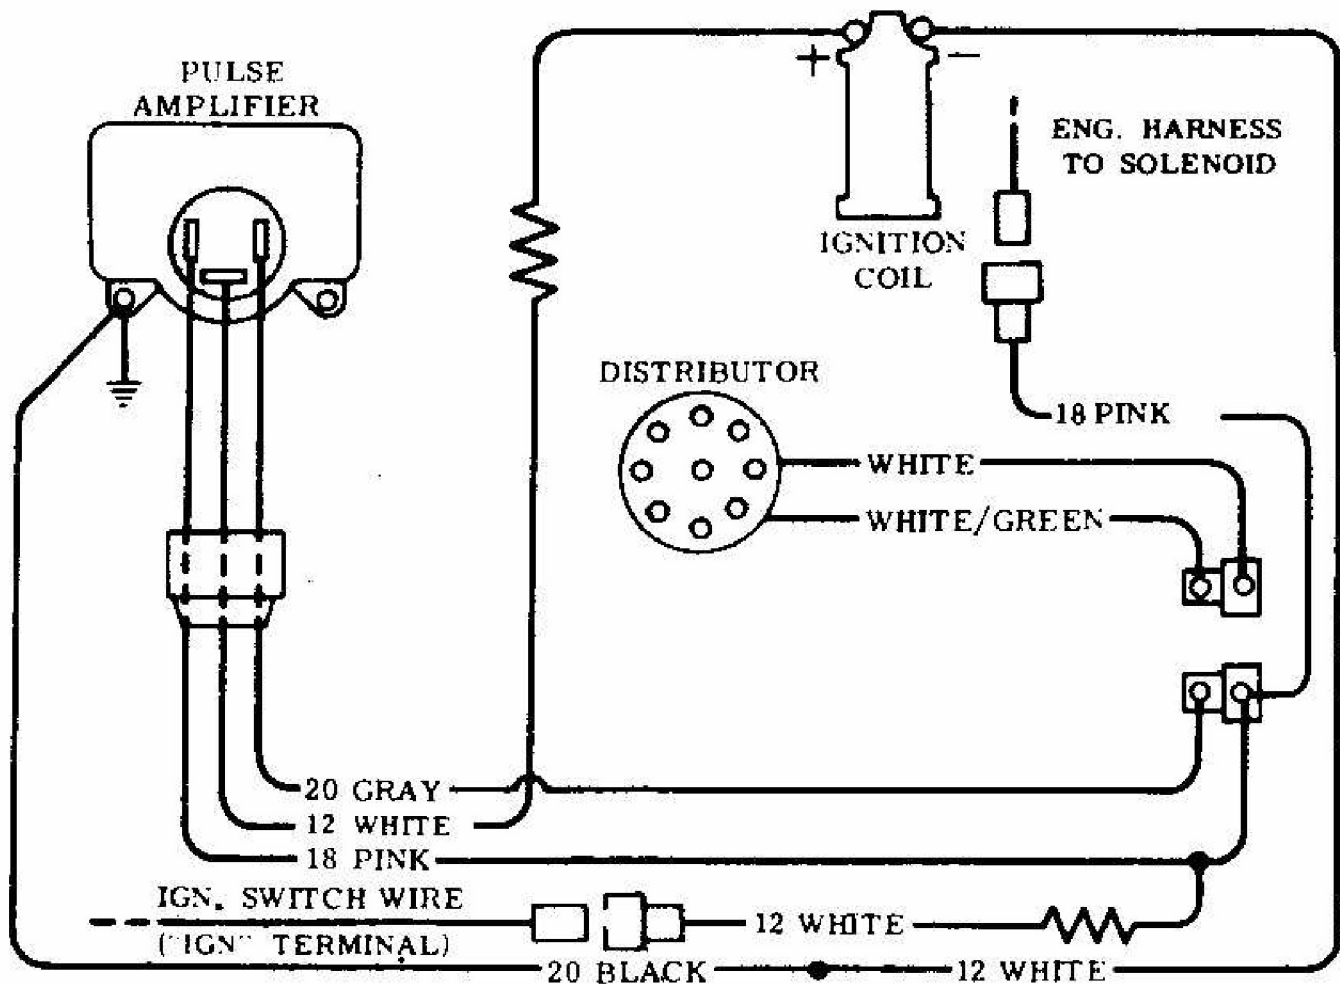 PULSE
AMPLIFIER
+
−
ENG. HARNESS
TO SOLENOID
IGNITION
COIL
DISTRIBUTOR
18 PINK
WHITE
WHITE/GREEN
20 GRAY
12 WHITE
18 PINK
IGN. SWITCH WIRE
("IGN" TERMINAL)
12 WHITE
20 BLACK
12 WHITE